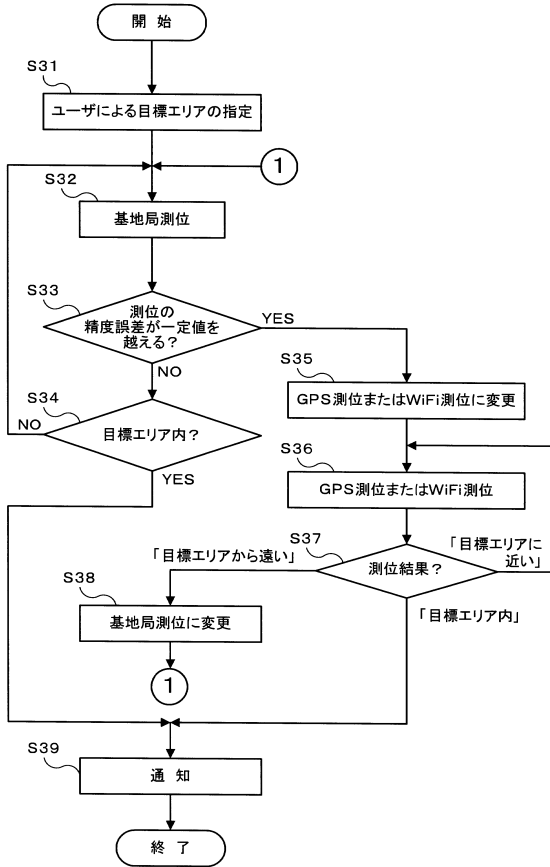 開 始
S31
ユーザによる目標エリアの指定
1
S32
基地局測位
S33
測位の
精度誤差が一定値を
越える？
YES
NO
S34
目標エリア内？
NO
YES
S35
GPS測位またはWiFi測位に変更
S36
GPS測位またはWiFi測位
S37
測位結果？
「目標エリアから遠い」
「目標エリアに
近い」
「目標エリア内」
S38
基地局測位に変更
1
S39
通 知
終 了